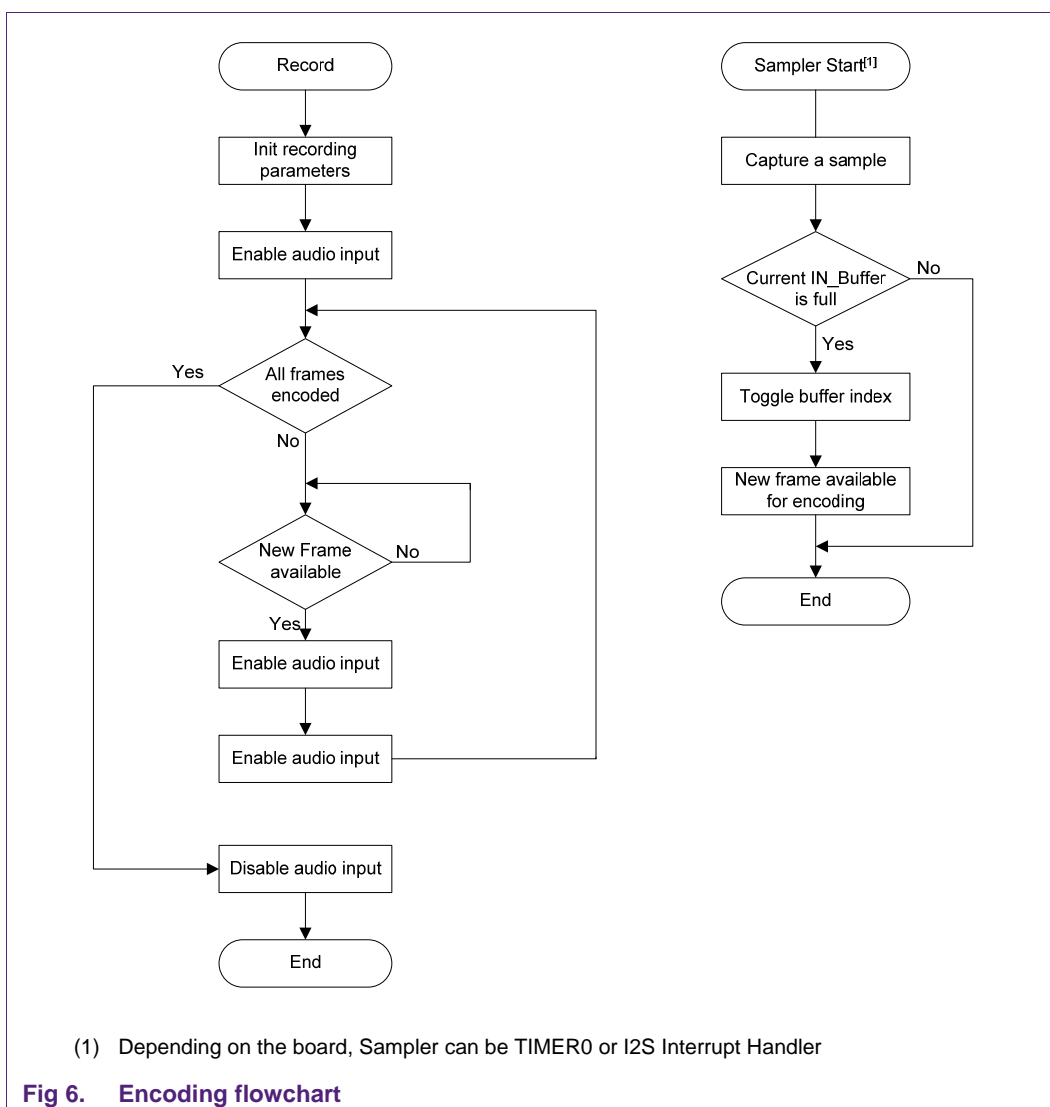 Record
Init recording
parameters
Enable audio input
All frames
encoded
Yes
No
New Frame
available
No
Yes
Enable audio input
Enable audio input
Disable audio input
End
Sampler Start[1]
Capture a sample
Current IN_Buffer
is full
No
Yes
Toggle buffer index
New frame available
for encoding
End
(1) Depending on the board, Sampler can be TIMER0 or I2S Interrupt Handler
Fig 6. Encoding flowchart